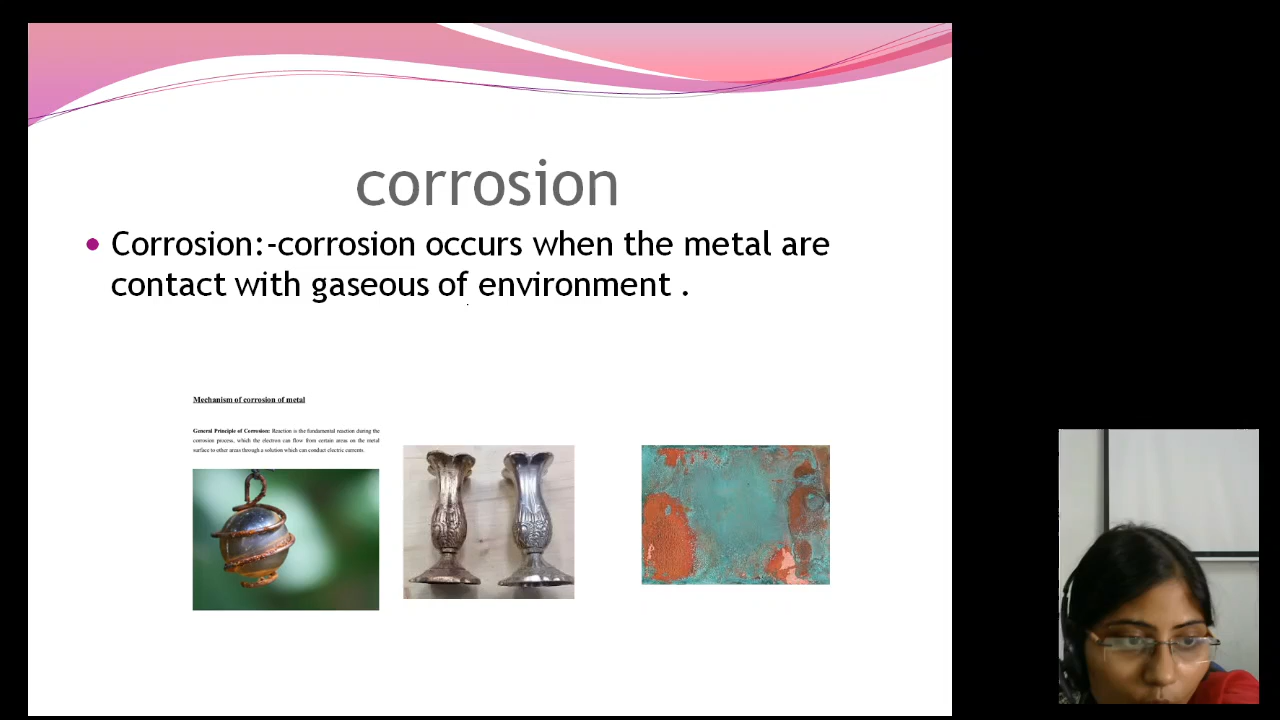 corrosion
Corrosion:-corrosion occurs when the metal are
contact with gaseous of environment .
Mechanism of corrosion of metal
General Principle of Corrosion: Reaction is the fundamental reaction during the
corrosion process, which the electron can flow from certain areas on the metal
surface to other areas through a solution which can conduct electric currents.